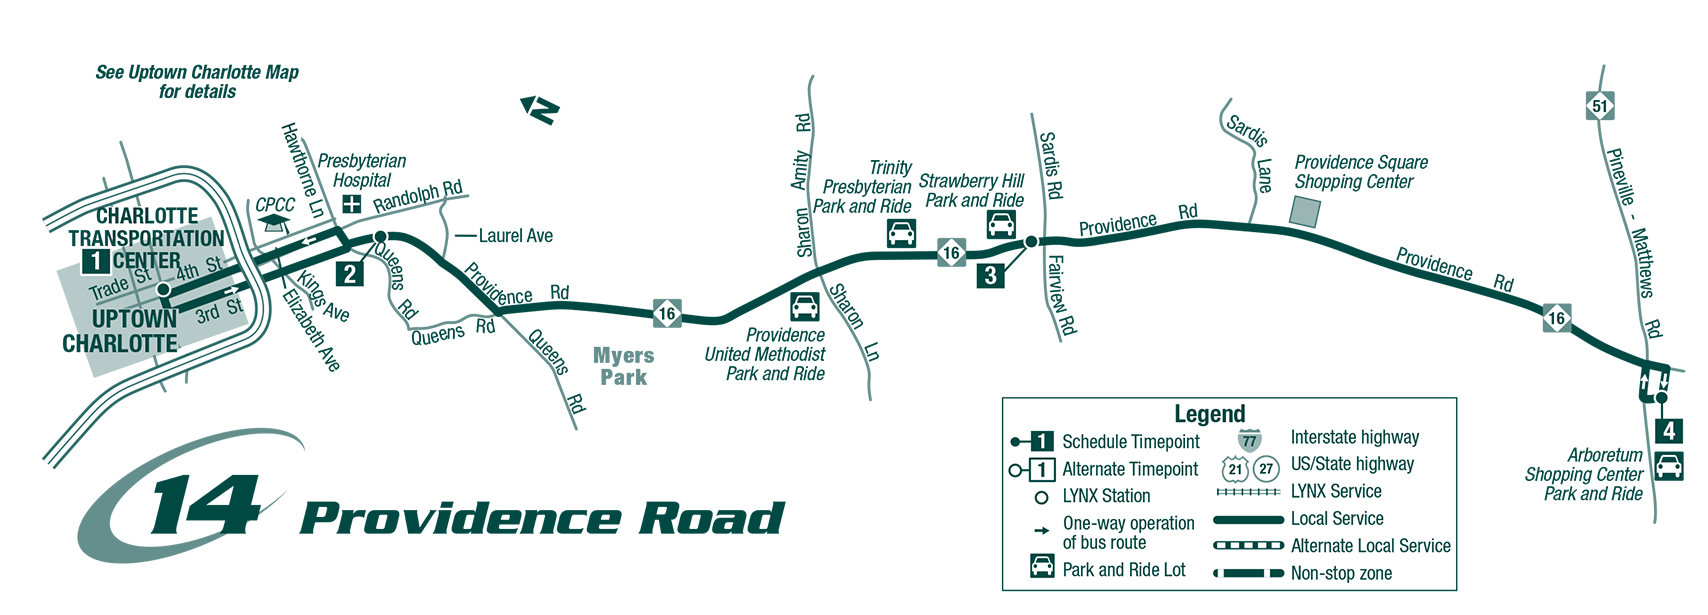 See Uptown Charlotte Map
for details
N
Hawthorne Ln
Presbyterian
Hospital
CPCC
Randolph Rd
Laurel Ave
CHARLOTTE
TRANSPORTATION
CENTER
1
Trade St
4th St
3rd St
UPTOWN
CHARLOTTE
Kings Ave
Elizabeth Ave
2
Queens Rd
Queens Rd
Providence Rd
Queens Rd
16
Myers
Park
Sharon Amity Rd
Sharon Ln
Providence
United Methodist
Park and Ride
Trinity
Presbyterian
Park and Ride
Strawberry Hill
Park and Ride
16
3
Sardis Rd
Fairview Rd
Providence Rd
Sardis Lane
Providence Square
Shopping Center
Providence Rd
16
51
Pineville - Matthews Rd
4
Arboretum
Shopping Center
Park and Ride
14 Providence Road
Legend
1 Schedule Timepoint
1 Alternate Timepoint
LYNX Station
One-way operation
of bus route
Park and Ride Lot
77 Interstate highway
21 27 US/State highway
LYNX Service
Local Service
Alternate Local Service
Non-stop zone